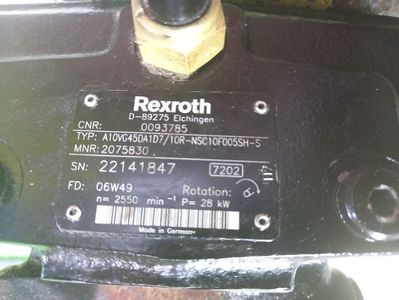 Rexroth
D-89275 Elchingen
CNR: 0093785
TYP: A10VG45DA1D7/10R-NSC10F005SH-S
MNR: 2075830
SN: 22141847 7202
FD: 06W49 Rotation:
n= 2550 min⁻¹ P= 28 kW
Made in Germany